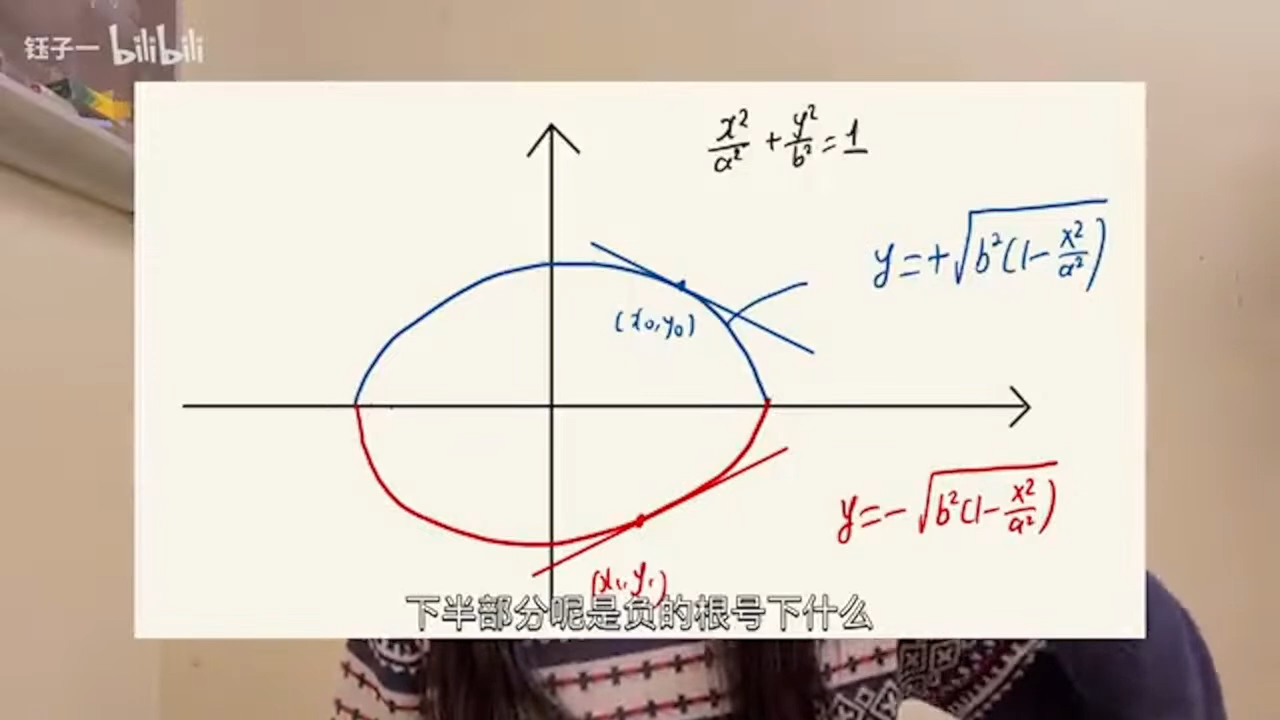 钰子一 bilibili
x²/a² + y²/b² = 1
y=+√(b²(1-x²/a²))
(x₀,y₀)
y=-√(b²(1-x²/a²))
(x₁,y₁)
下半部分呢是负的根号下什么